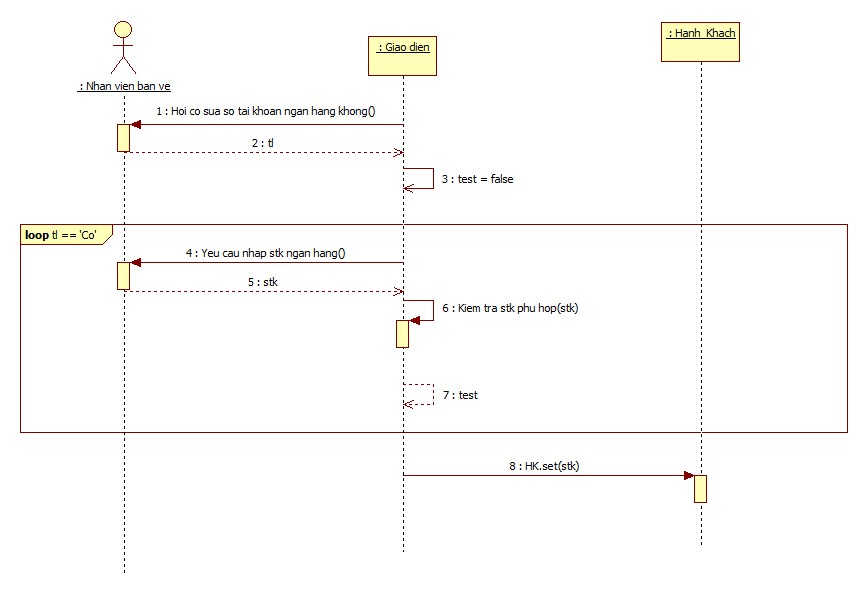 : Giao dien
: Hanh_Khach
: Nhan vien ban ve
1 : Hoi co sua so tai khoan ngan hang khong()
2 : tl
3 : test = false
loop tl == 'Co'
4 : Yeu cau nhap stk ngan hang()
5 : stk
6 : Kiem tra stk phu hop(stk)
7 : test
8 : HK.set(stk)